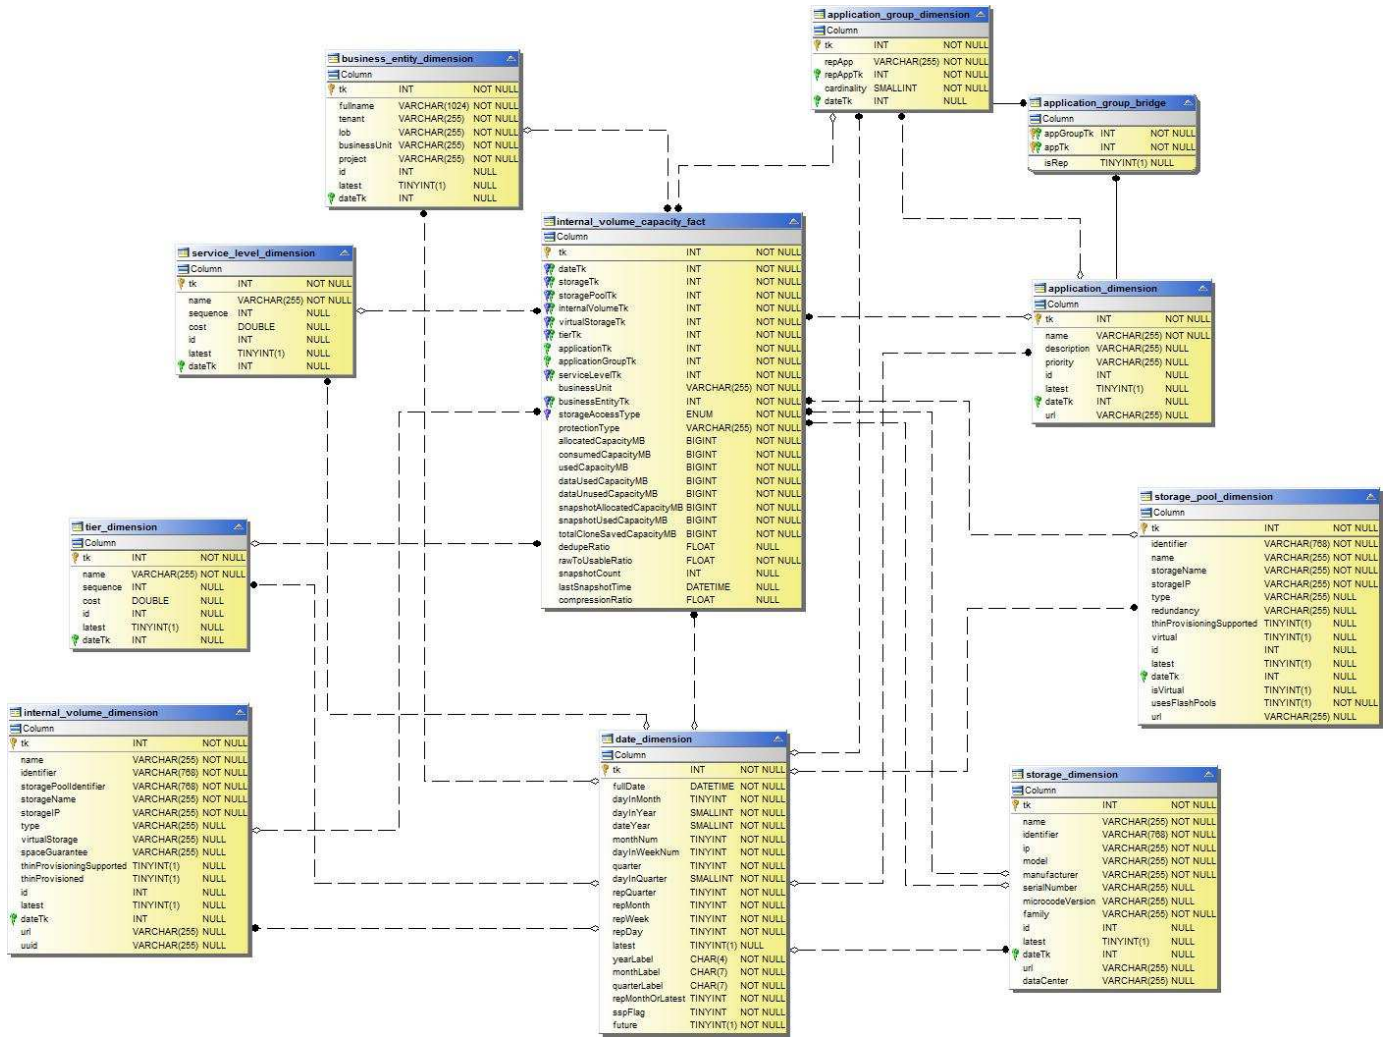 application_group_dimension
Column
tk INT NOT NULL
repApp VARCHAR(255) NOT NULL
repAppTk INT NOT NULL
cardinality SMALLINT NOT NULL
dateTk INT NULL
application_group_bridge
Column
appGroupTk INT NOT NULL
appTk INT NOT NULL
isRep TINYINT(1) NULL
business_entity_dimension
Column
tk INT NOT NULL
fullname VARCHAR(1024) NOT NULL
tenant VARCHAR(255) NOT NULL
lob VARCHAR(255) NOT NULL
businessUnit VARCHAR(255) NOT NULL
project VARCHAR(255) NOT NULL
id INT NULL
latest TINYINT(1) NULL
dateTk INT NULL
internal_volume_capacity_fact
Column
tk INT NOT NULL
dateTk INT NOT NULL
storageTk INT NOT NULL
storagePoolTk INT NOT NULL
internalVolumeTk INT NOT NULL
virtualStorageTk INT NOT NULL
tierTk INT NOT NULL
applicationTk INT NOT NULL
applicationGroupTk INT NOT NULL
serviceLevelTk INT NOT NULL
businessUnit VARCHAR(255) NOT NULL
businessEntityTk INT NOT NULL
storageAccessType ENUM NOT NULL
protectionType VARCHAR(255) NOT NULL
allocatedCapacityMB BIGINT NOT NULL
consumedCapacityMB BIGINT NOT NULL
usedCapacityMB BIGINT NOT NULL
dataUsedCapacityMB BIGINT NOT NULL
dataUnusedCapacityMB BIGINT NOT NULL
snapshotAllocatedCapacityMB BIGINT NOT NULL
snapshotUsedCapacityMB BIGINT NOT NULL
totalCloneSavedCapacityMB BIGINT NOT NULL
dedupeRatio FLOAT NULL
rawToUsableRatio FLOAT NOT NULL
snapshotCount INT NULL
lastSnapshotTime DATETIME NULL
compressionRatio FLOAT NULL
service_level_dimension
Column
tk INT NOT NULL
name VARCHAR(255) NOT NULL
sequence INT NULL
cost DOUBLE NULL
id INT NULL
latest TINYINT(1) NULL
dateTk INT NULL
application_dimension
Column
tk INT NOT NULL
name VARCHAR(255) NOT NULL
description VARCHAR(255) NULL
priority VARCHAR(255) NULL
id INT NULL
latest TINYINT(1) NULL
dateTk INT NULL
url VARCHAR(255) NULL
storage_pool_dimension
Column
tk INT NOT NULL
identifier VARCHAR(768) NOT NULL
name VARCHAR(255) NOT NULL
storageName VARCHAR(255) NOT NULL
storageIP VARCHAR(255) NOT NULL
type VARCHAR(255) NULL
redundancy VARCHAR(255) NULL
thinProvisioningSupported TINYINT(1) NULL
virtual TINYINT(1) NULL
id INT NULL
latest TINYINT(1) NULL
dateTk INT NULL
isVirtual TINYINT(1) NULL
usesFlashPools TINYINT(1) NOT NULL
url VARCHAR(255) NULL
tier_dimension
Column
tk INT NOT NULL
name VARCHAR(255) NOT NULL
sequence INT NULL
cost DOUBLE NULL
id INT NULL
latest TINYINT(1) NULL
dateTk INT NULL
internal_volume_dimension
Column
tk INT NOT NULL
name VARCHAR(255) NOT NULL
identifier VARCHAR(768) NOT NULL
storagePoolIdentifier VARCHAR(768) NOT NULL
storageName VARCHAR(255) NOT NULL
storageIP VARCHAR(255) NOT NULL
type VARCHAR(255) NULL
virtualStorage VARCHAR(255) NULL
spaceGuarantee VARCHAR(255) NULL
thinProvisioningSupported TINYINT(1) NULL
thinProvisioned TINYINT(1) NULL
id INT NULL
latest TINYINT(1) NULL
dateTk INT NULL
url VARCHAR(255) NULL
uuid VARCHAR(255) NULL
date_dimension
Column
tk INT NOT NULL
fullDate DATETIME NOT NULL
dayInMonth TINYINT NOT NULL
dayInYear SMALLINT NOT NULL
dateYear SMALLINT NOT NULL
monthNum TINYINT NOT NULL
dayInWeekNum TINYINT NOT NULL
quarter TINYINT NOT NULL
dayInQuarter SMALLINT NOT NULL
repQuarter TINYINT NOT NULL
repMonth TINYINT NOT NULL
repWeek TINYINT NOT NULL
repDay TINYINT NOT NULL
latest TINYINT(1) NULL
yearLabel CHAR(4) NOT NULL
monthLabel CHAR(7) NOT NULL
quarterLabel CHAR(7) NOT NULL
repMonthOrLatest TINYINT NOT NULL
sspFlag TINYINT NOT NULL
future TINYINT(1) NOT NULL
storage_dimension
Column
tk INT NOT NULL
name VARCHAR(255) NOT NULL
identifier VARCHAR(768) NOT NULL
ip VARCHAR(255) NOT NULL
model VARCHAR(255) NOT NULL
manufacturer VARCHAR(255) NOT NULL
serialNumber VARCHAR(255) NULL
microcodeVersion VARCHAR(255) NULL
family VARCHAR(255) NOT NULL
id INT NULL
latest TINYINT(1) NULL
dateTk INT NULL
url VARCHAR(255) NULL
dataCenter VARCHAR(255) NULL